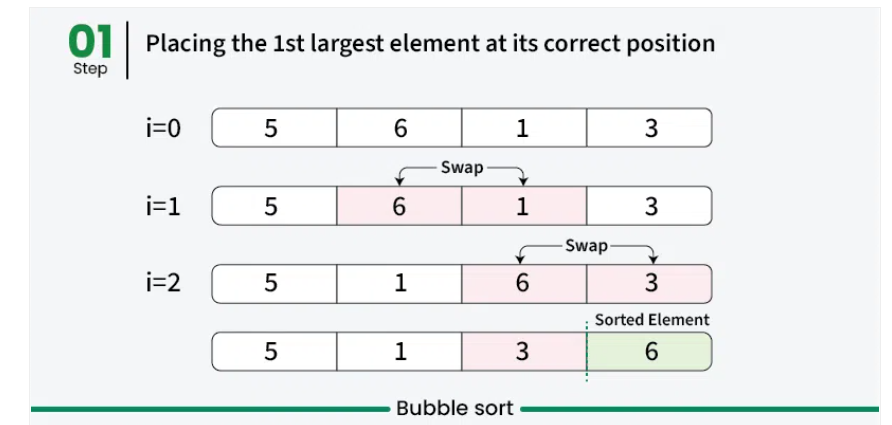 01
Step
Placing the 1st largest element at its correct position
i=0 5 6 1 3
Swap
i=1 5 6 1 3
Swap
i=2 5 1 6 3
Sorted Element
5 1 3 6
Bubble sort